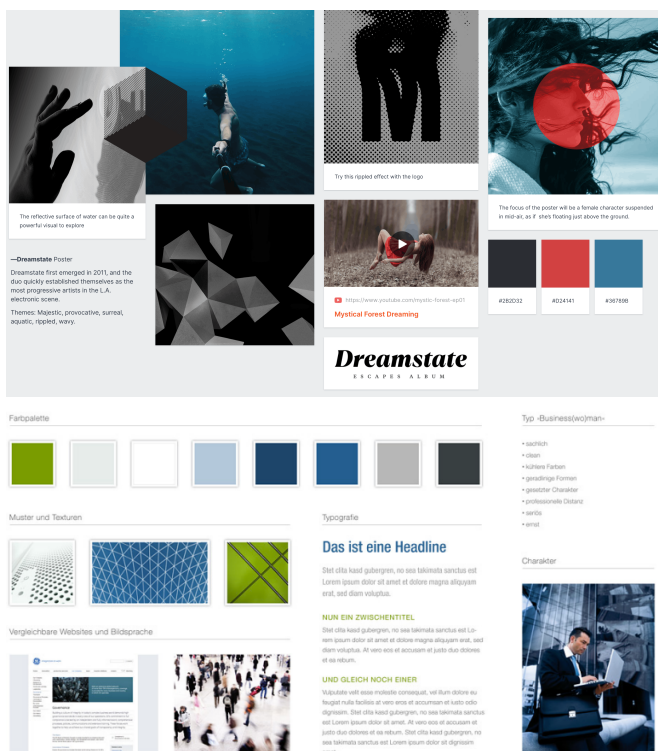 Try this rippled effect with the logo
The reflective surface of water can be quite a
powerful visual to explore
The focus of the poster will be a female character suspended
in mid-air, as if she's floating just above the ground.
—Dreamstate Poster
Dreamstate first emerged in 2011, and the
duo quickly established themselves as the
most progressive artists in the L.A.
electronic scene.
Themes: Majestic, provocative, surreal,
aquatic, rippled, wavy.
https://www.youtube.com/mystic-forest-ep01
Mystical Forest Dreaming
#2B2D32
#D24141
#36789B
Dreamstate
ESCAPES ALBUM
Farbpalette
Typ »Business(wo)man«
• sachlich
• clean
• kühlere Farben
• geradlinige Formen
• gesetzter Charakter
• professionelle Distanz
• seriös
• ernst
Muster und Texturen
Typografie
Das ist eine Headline
Stet clita kasd gubergren, no sea takimata sanctus est
Lorem ipsum dolor sit amet et dolore magna aliquyam
erat, sed diam voluptus.
Charakter
NUN EIN ZWISCHENTITEL
Stet clita kasd gubergren, no sea takimata sanctus est Lo-
rem ipsum dolor sit amet et dolore magna aliquyam erat, sed
diam voluptus. At vero eos et accusam et justo duo dolores
et ea rebum.
Vergleichbare Websites und Bildsprache
UND GLEICH NOCH EINER
Vulputate velit esse molestie consequat, vel illum dolore eu
feugiat nulla facilisis at vero eros et accumsan et iusto odio
dignissim. Stet clita kasd gubergren, no sea takimata sanctus
est Lorem ipsum dolor sit amet. At vero eos et accusam et
justo duo dolores et ea rebum. Stet clita kasd gubergren, no
sea takimata sanctus est Lorem ipsum dolor sit dignissim